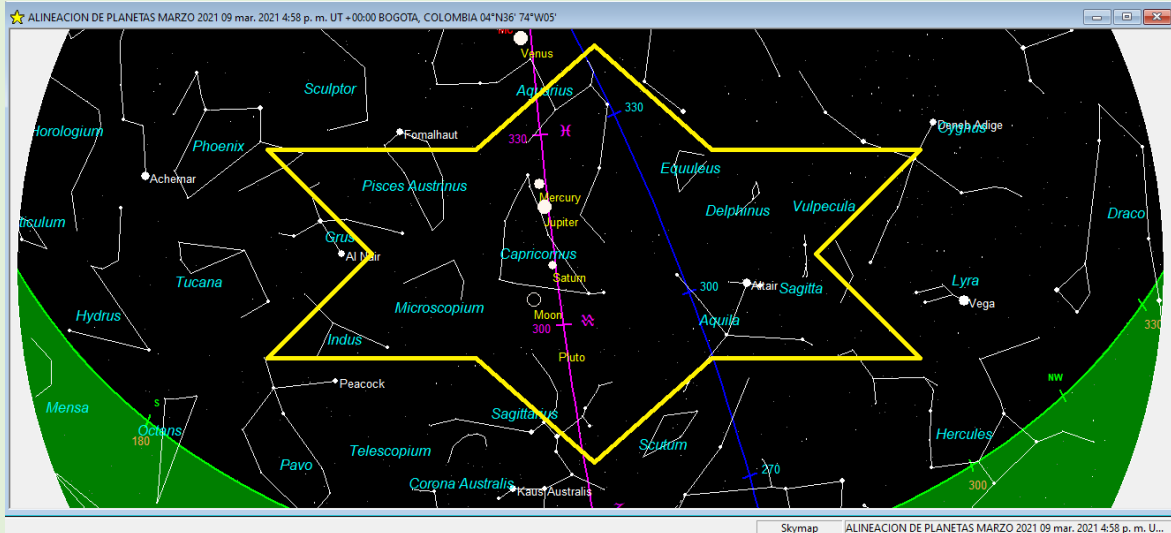 ALINEACION DE PLANETAS MARZO 2021 09 mar. 2021 4:58 p. m. UT +00:00 BOGOTA, COLOMBIA 04°N36' 74°W05'
MC
Venus
Sculptor
Aquarius
330
Horologium
Fomalhaut
330
♓
Deneb Adige
Cygnus
Phoenix
Achernar
Pisces Austrinus
Equuleus
Mercury
Jupiter
Delphinus
Vulpecula
Draco
ticulum
Grus
Al Nair
Capricornus
Saturn
Tucana
Microscopium
300
Altair
Sagitta
Lyra
Vega
Hydrus
Moon
300
♒
Aquila
330
Indus
Pluto
Peacock
NW
Mensa
S
Octans
180
Sagittarius
Scutum
Hercules
Telescopium
Pavo
270
Corona Australis
Kaus Australis
300
Skymap
ALINEACION DE PLANETAS MARZO 2021 09 mar. 2021 4:58 p. m. U...